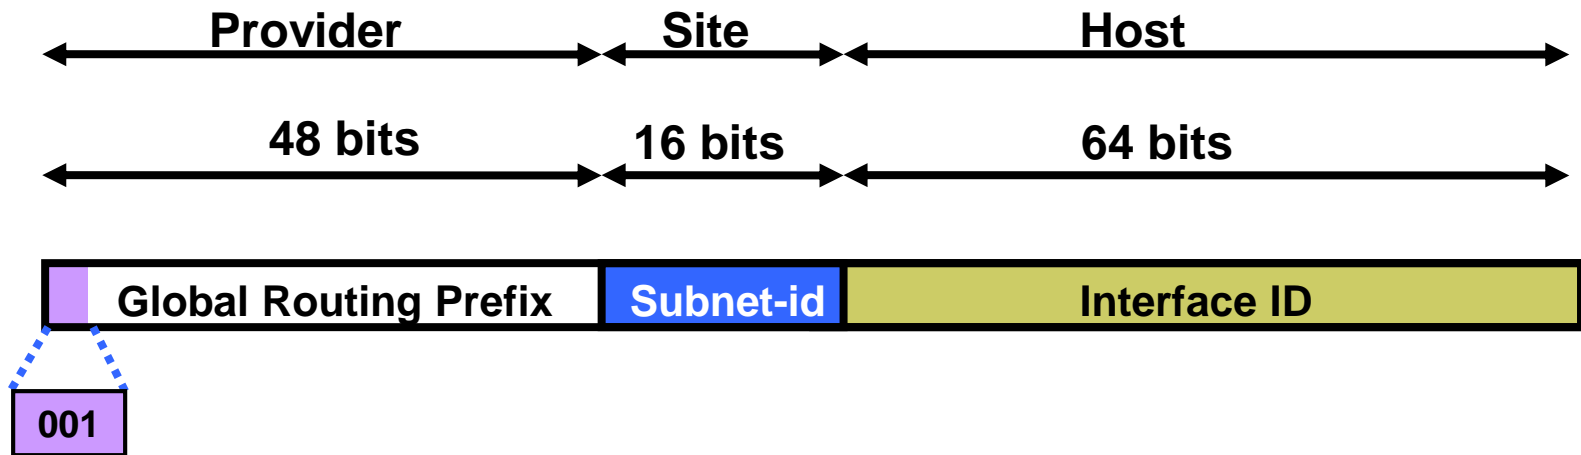 Provider Site Host
48 bits 16 bits 64 bits
Global Routing Prefix Subnet-id Interface ID
001